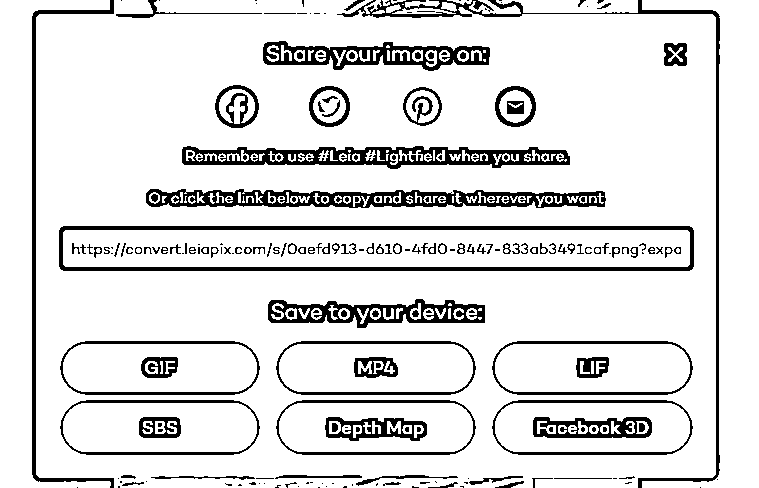 Share your image on:
Remember to use #Leia #Lightfield when you share.
Or click the link below to copy and share it wherever you want
https://convert.leiapix.com/s/0aefd913-d610-4fd0-8447-833ab3491caf.png?expa
Save to your device:
GIF MP4 LIF
SBS Depth Map Facebook 3D